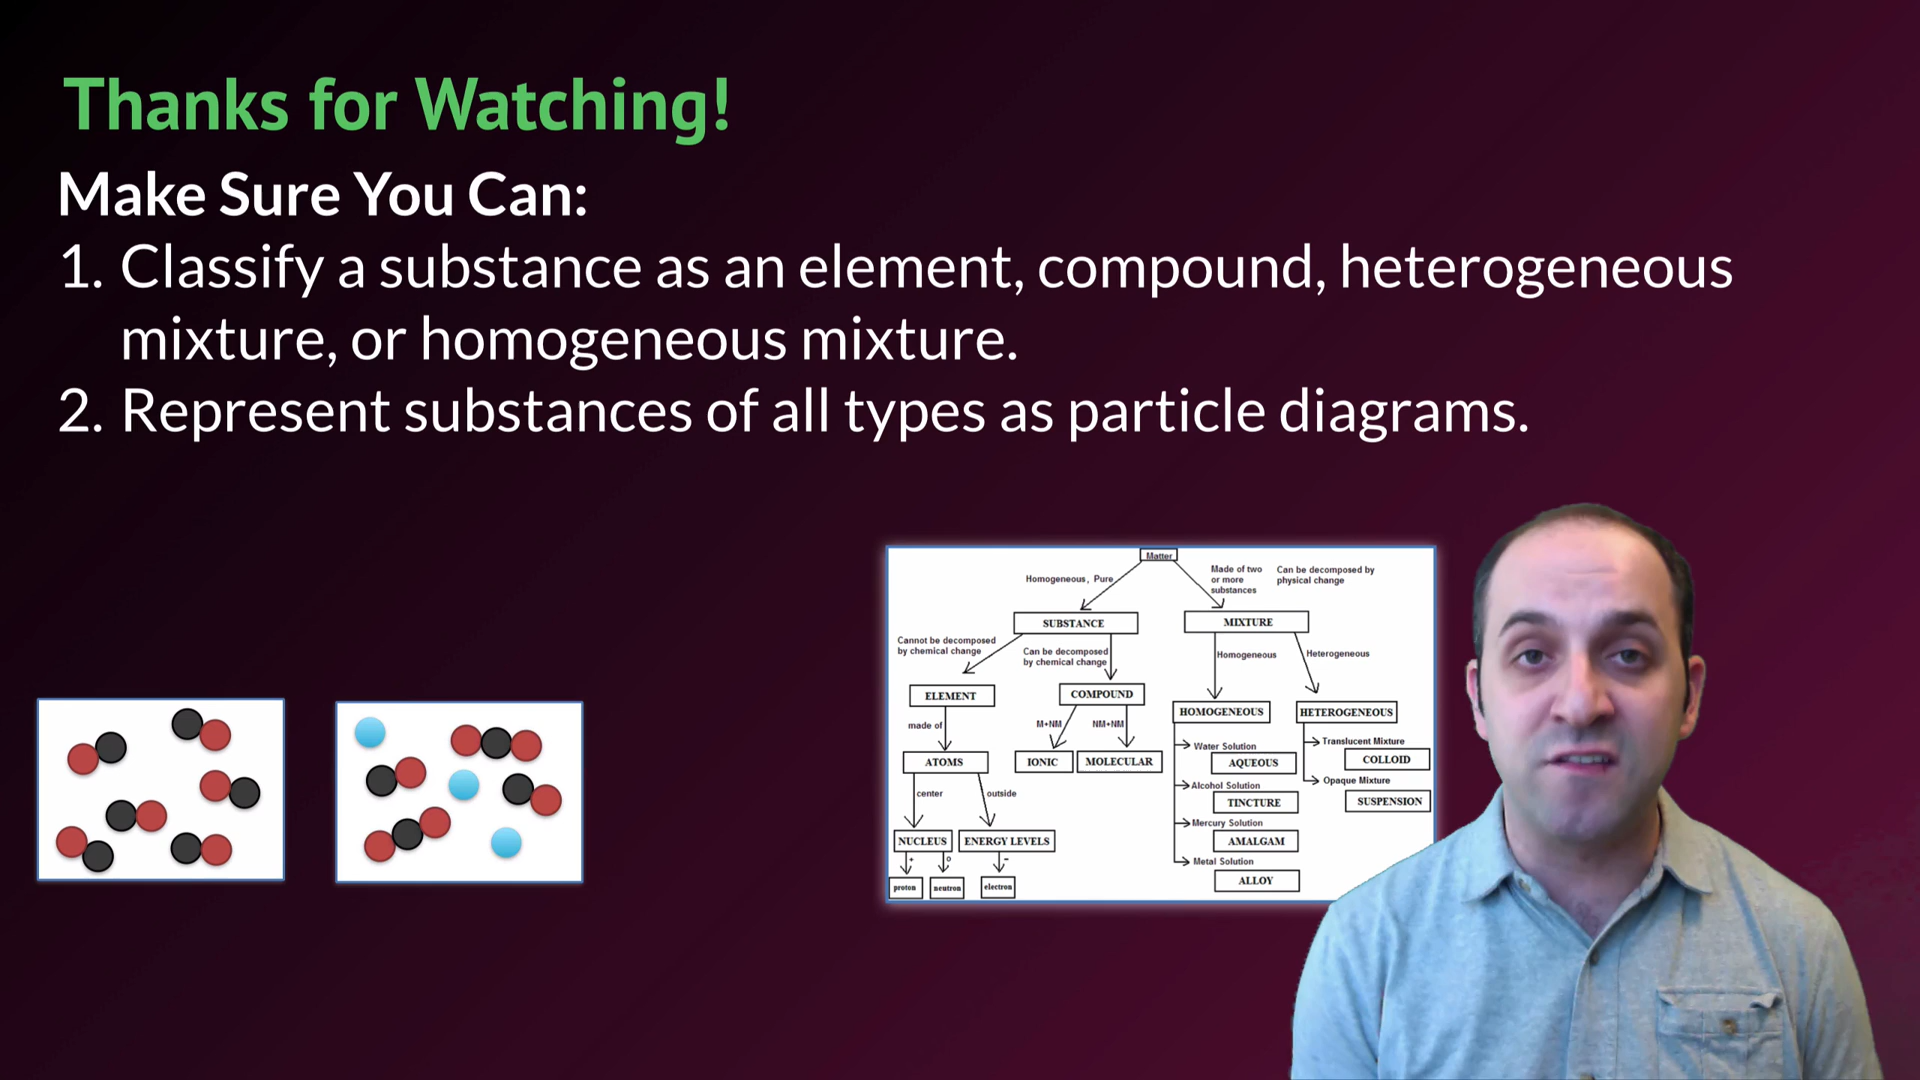 Thanks for Watching!
Make Sure You Can:
1. Classify a substance as an element, compound, heterogeneous
mixture, or homogeneous mixture.
2. Represent substances of all types as particle diagrams.
Matter
Homogeneous, Pure
Made of two
or more
substances
Can be decomposed by
physical change
SUBSTANCE
MIXTURE
Cannot be decomposed
by chemical change
Can be decomposed
by chemical change
Homogeneous
Heterogeneous
ELEMENT
COMPOUND
HOMOGENEOUS
HETEROGENEOUS
made of
M+NM
NM+NM
Water Solution
Translucent Mixture
ATOMS
IONIC
MOLECULAR
AQUEOUS
COLLOID
Alcohol Solution
Opaque Mixture
center
outside
TINCTURE
SUSPENSION
Mercury Solution
NUCLEUS
ENERGY LEVELS
AMALGAM
+
o
-
Metal Solution
proton
neutron
electron
ALLOY